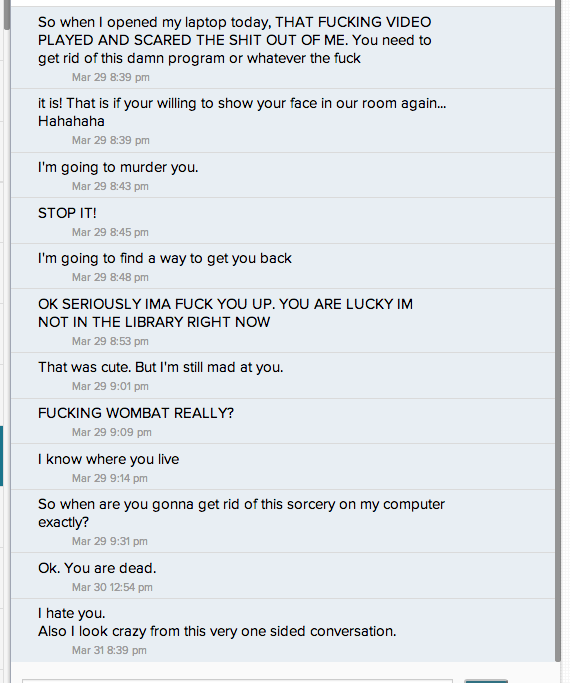 So when I opened my laptop today, THAT FUCKING VIDEO
PLAYED AND SCARED THE SHIT OUT OF ME. You need to
get rid of this damn program or whatever the fuck
Mar 29 8:39 pm
it is! That is if your willing to show your face in our room again...
Hahahaha
Mar 29 8:39 pm
I'm going to murder you.
Mar 29 8:43 pm
STOP IT!
Mar 29 8:45 pm
I'm going to find a way to get you back
Mar 29 8:48 pm
OK SERIOUSLY IMA FUCK YOU UP. YOU ARE LUCKY IM
NOT IN THE LIBRARY RIGHT NOW
Mar 29 8:53 pm
That was cute. But I'm still mad at you.
Mar 29 9:01 pm
FUCKING WOMBAT REALLY?
Mar 29 9:09 pm
I know where you live
Mar 29 9:14 pm
So when are you gonna get rid of this sorcery on my computer
exactly?
Mar 29 9:31 pm
Ok. You are dead.
Mar 30 12:54 pm
I hate you.
Also I look crazy from this very one sided conversation.
Mar 31 8:39 pm